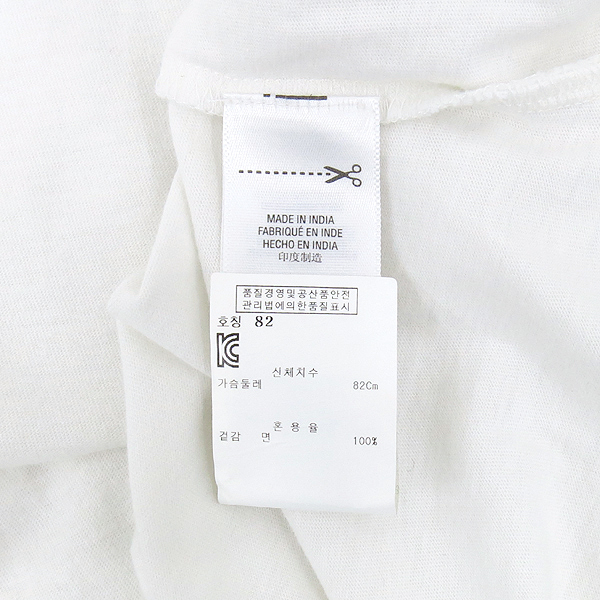 MADE IN INDIA
FABRIQUÉ EN INDE
HECHO EN INDIA
印度制造
품질경영및공산품안전
관리법에의한품질표시
호칭 82
신체치수
가슴둘레 82Cm
혼용율
겉감 면 100%